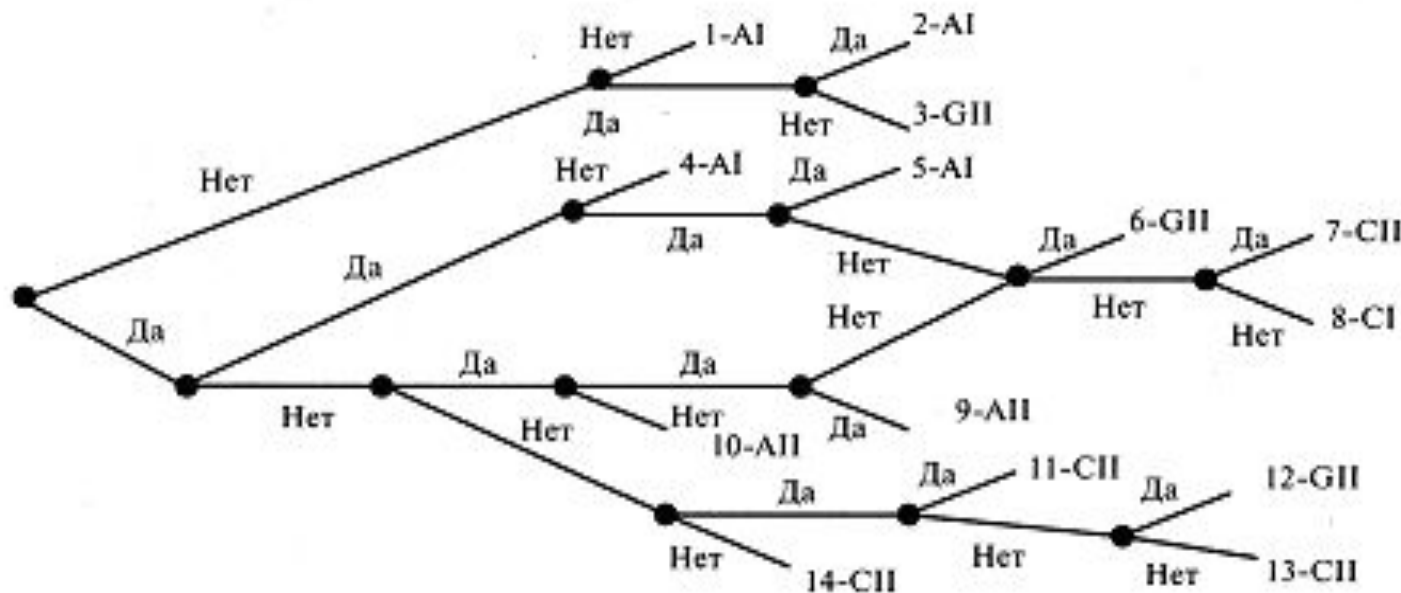 Нет 1-AI Да 2-AI
Да Нет 3-GII
Нет
Нет 4-AI Да 5-AI
Да Да Нет
Да 6-GII Да 7-CII
Нет Нет 8-CI
Да Нет
Нет Да Да
Нет Нет Да 9-AII
10-AII
Да Да 11-CII Да 12-GII
Нет 14-CII Нет Нет 13-CII